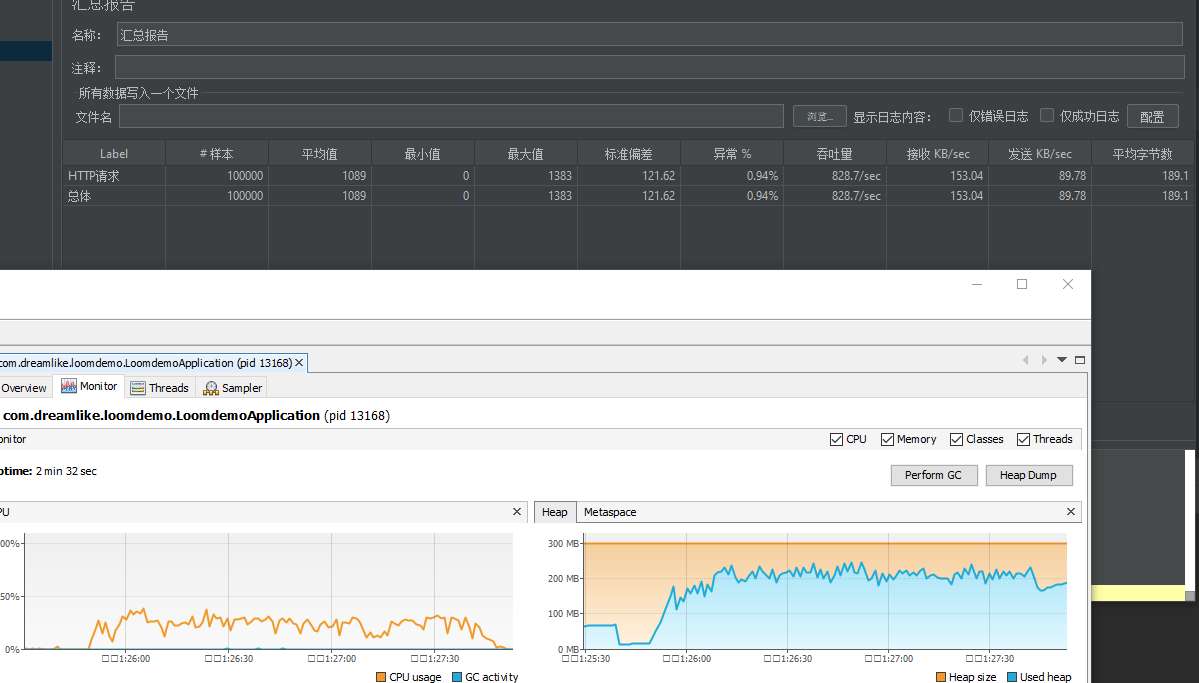 汇总报告
名称： 汇总报告
注释：
所有数据写入一个文件
文件名 浏览... 显示日志内容： 仅错误日志 仅成功日志 配置
Label # 样本 平均值 最小值 最大值 标准偏差 异常 % 吞吐量 接收 KB/sec 发送 KB/sec 平均字节数
HTTP请求 100000 1089 0 1383 121.62 0.94% 828.7/sec 153.04 89.78 189.1
总体 100000 1089 0 1383 121.62 0.94% 828.7/sec 153.04 89.78 189.1
com.dreamlike.loomdemo.LoomdemoApplication (pid 13168)
Overview Monitor Threads Sampler
com.dreamlike.loomdemo.LoomdemoApplication (pid 13168)
onitor CPU Memory Classes Threads
ptime: 2 min 32 sec
Perform GC Heap Dump
PU Heap Metaspace
00% 300 MB
200 MB
50% 100 MB
0% 0 MB
1:26:00 1:26:30 1:27:00 1:27:30 1:25:30 1:26:00 1:26:30 1:27:00 1:27:30
CPU usage GC activity Heap size Used heap